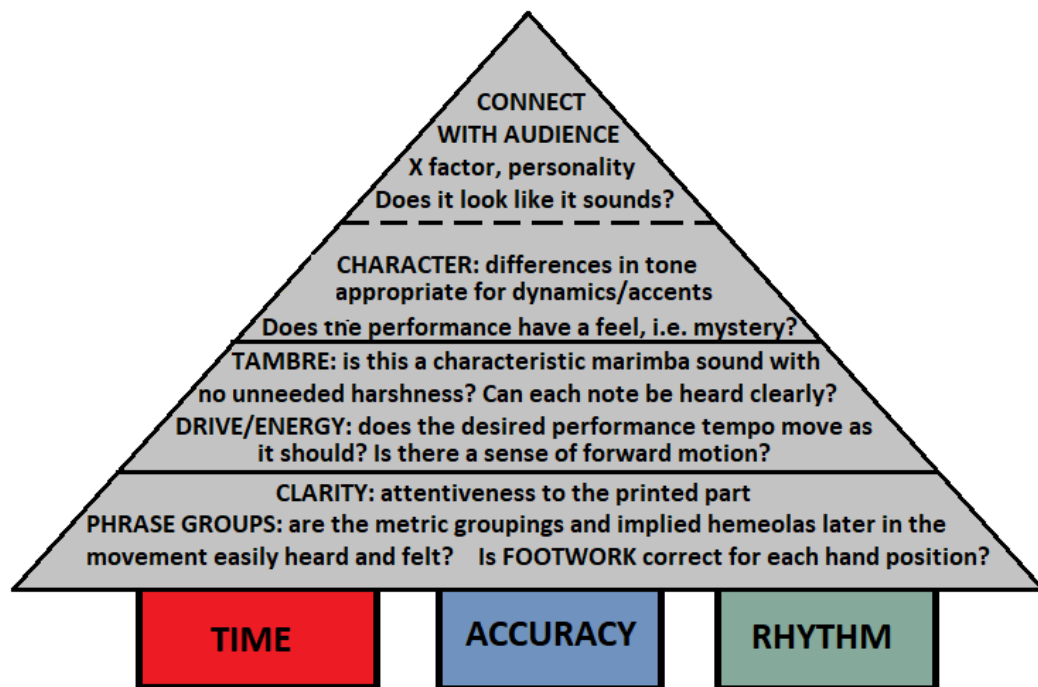 CONNECT
WITH AUDIENCE
X factor, personality
Does it look like it sounds?
CHARACTER: differences in tone
appropriate for dynamics/accents
Does the performance have a feel, i.e. mystery?
TAMBRE: is this a characteristic marimba sound with
no unneeded harshness? Can each note be heard clearly?
DRIVE/ENERGY: does the desired performance tempo move as
it should? Is there a sense of forward motion?
CLARITY: attentiveness to the printed part
PHRASE GROUPS: are the metric groupings and implied hemeolas later in the
movement easily heard and felt? Is FOOTWORK correct for each hand position?
TIME ACCURACY RHYTHM